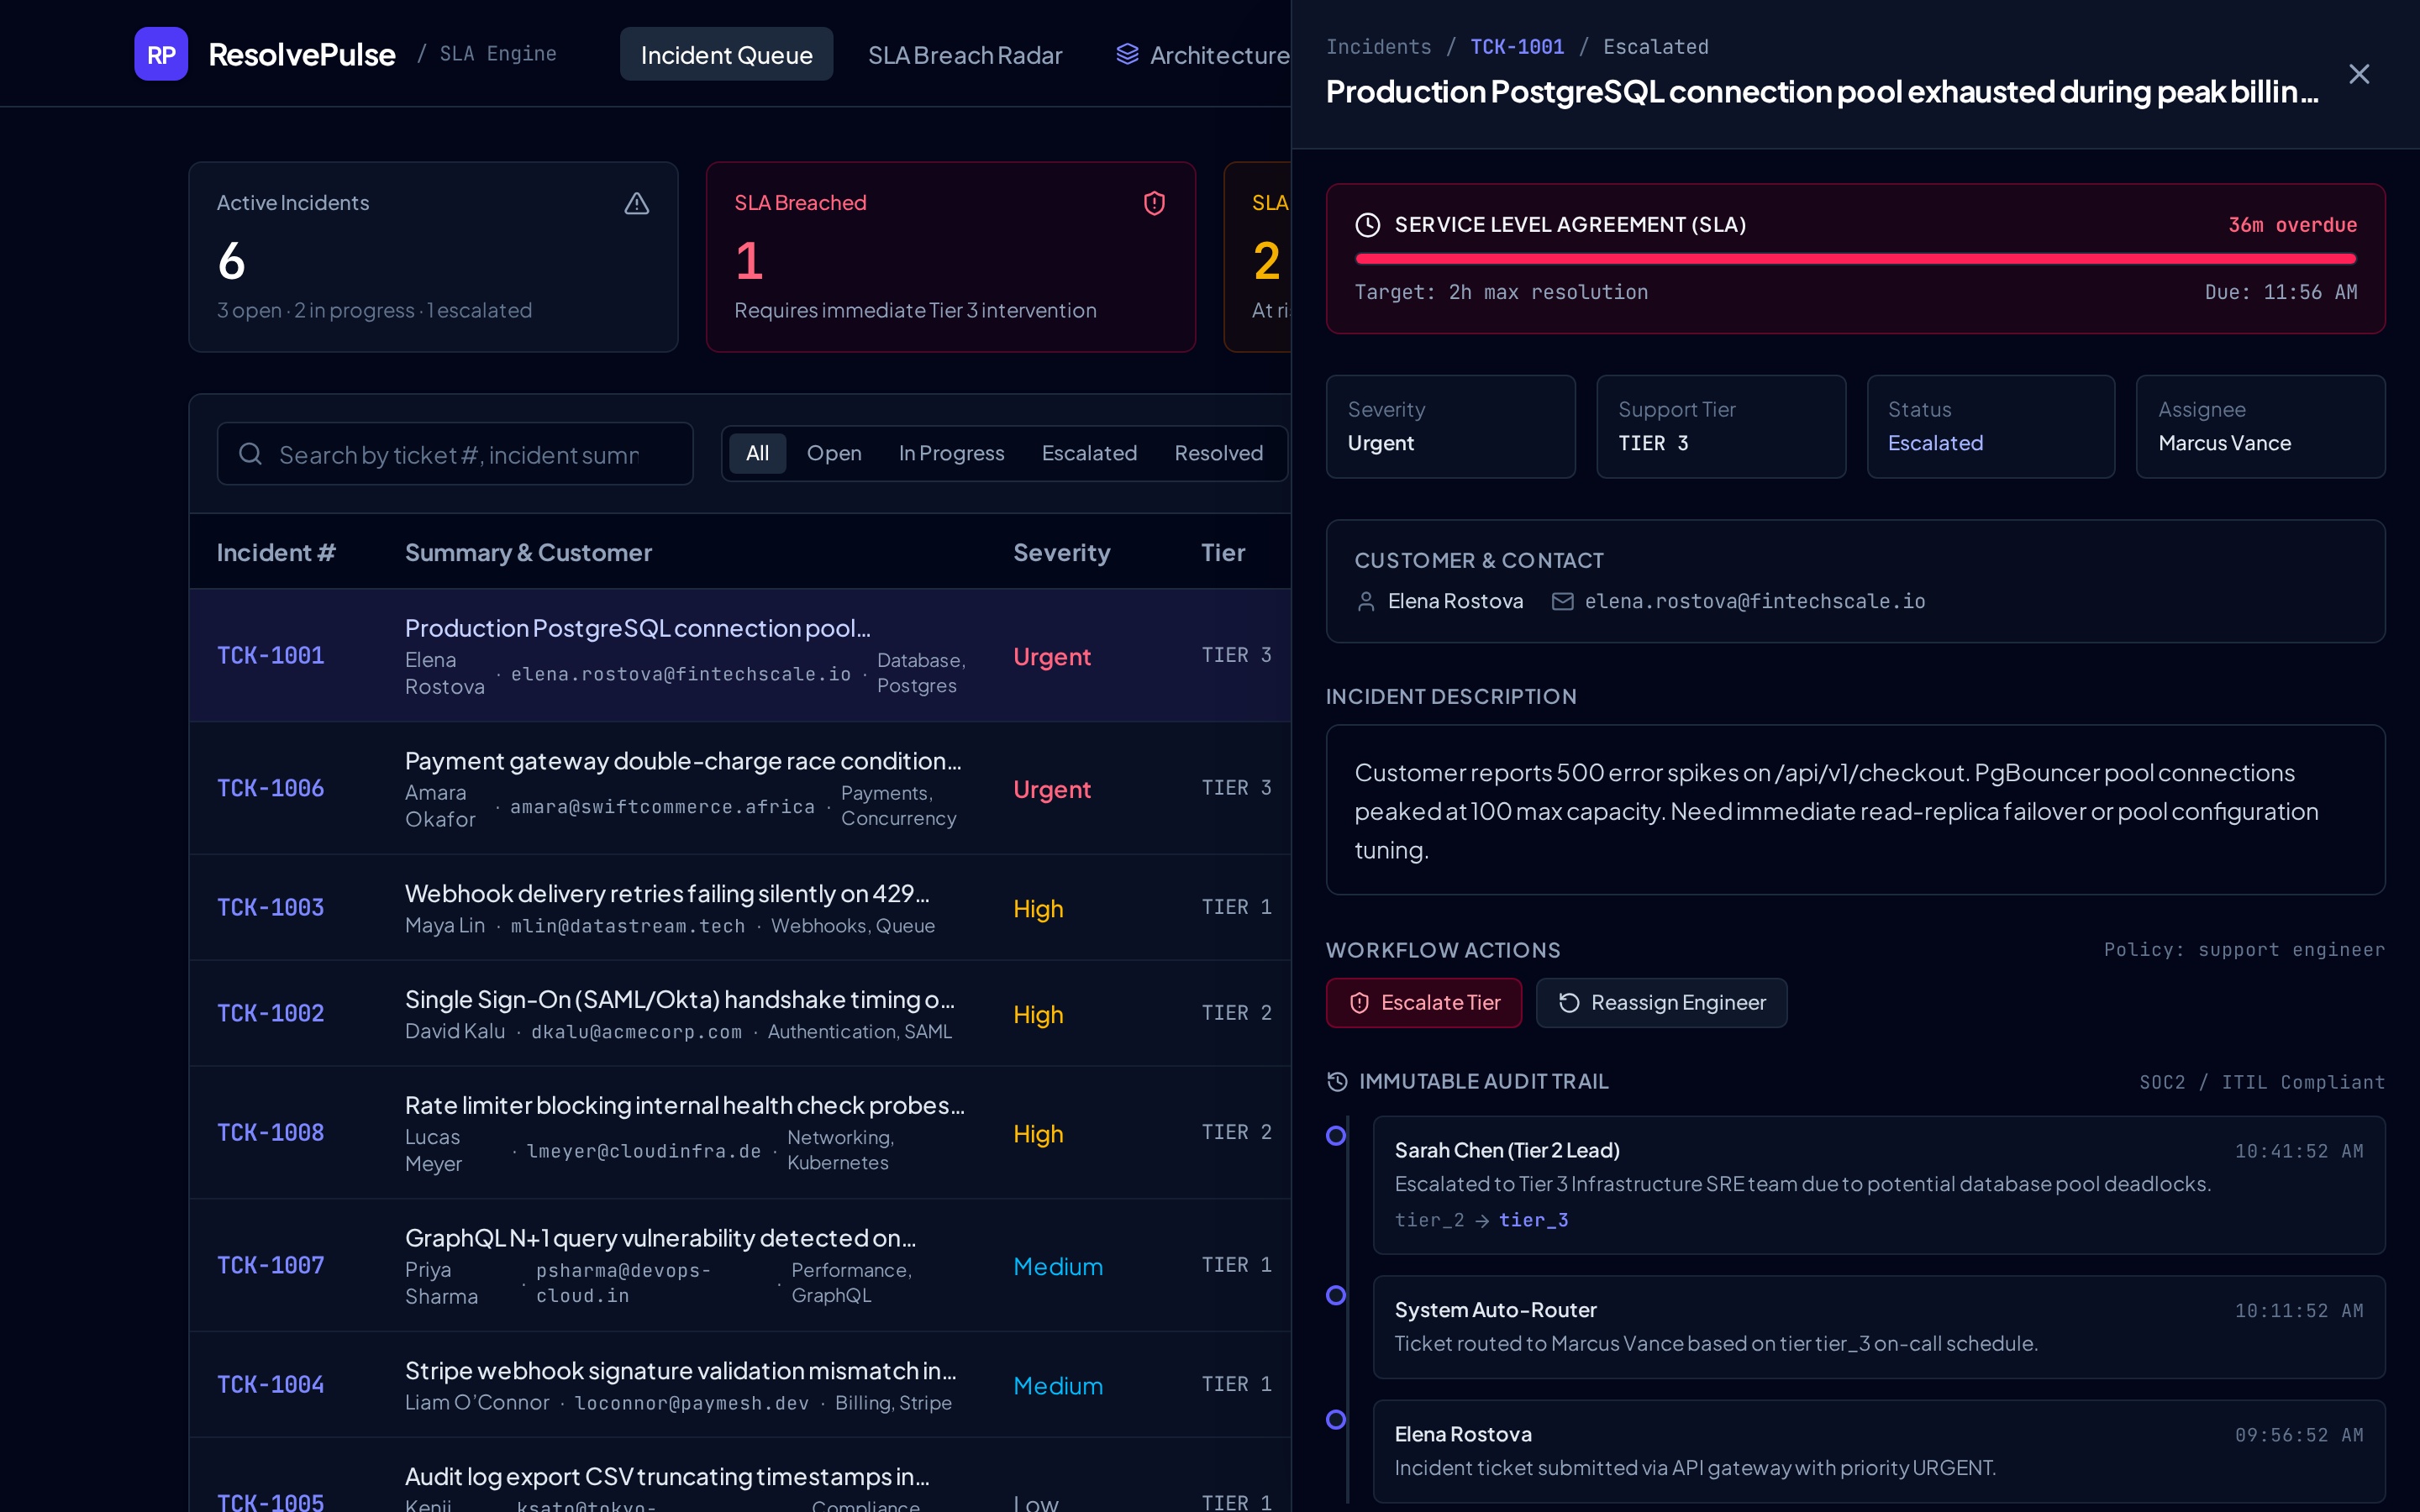 RP ResolvePulse / SLA Engine Incident Queue SLA Breach Radar Architecture
Active Incidents
6
3 open · 2 in progress · 1 escalated
SLA Breached
1
Requires immediate Tier 3 intervention
SLA
2
At
Search by ticket #, incident
All Open In Progress Escalated Resolved
Incident # Summary & Customer Severity Tier
TCK-1001
Production PostgreSQL connection pool...
Elena
Rostova
· elena.rostova@fintechscale.io ·
Database,
Postgres
Urgent TIER 3
TCK-1006
Payment gateway double-charge race condition...
Amara
Okafor
· amara@swiftcommerce.africa ·
Payments,
Concurrency
Urgent TIER 3
TCK-1003
Webhook delivery retries failing silently on 429...
Maya Lin · mlin@datastream.tech · Webhooks, Queue
High TIER 1
TCK-1002
Single Sign-On (SAML/Okta) handshake timing o...
David Kalu · dkalu@acmecorp.com · Authentication, SAML
High TIER 2
TCK-1008
Rate limiter blocking internal health check probes...
Lucas
Meyer
· lmeyer@cloudinfra.de ·
Networking,
Kubernetes
High TIER 2
TCK-1007
GraphQL N+1 query vulnerability detected on...
Priya
Sharma
· psharma@devops-
cloud.in
·
Performance,
GraphQL
Medium TIER 1
TCK-1004
Stripe webhook signature validation mismatch in...
Liam O'Connor · loconnor@paymesh.dev · Billing, Stripe
Medium TIER 1
TCK-1005
Audit log export CSV truncating timestamps in...
Kenji ksato@tokyo- Compliance
Low TIER 1
Incidents / TCK-1001 / Escalated
Production PostgreSQL connection pool exhausted during peak billin...
SERVICE LEVEL AGREEMENT (SLA) 36m overdue
Target: 2h max resolution Due: 11:56 AM
Severity
Urgent
Support Tier
TIER 3
Status
Escalated
Assignee
Marcus Vance
CUSTOMER & CONTACT
Elena Rostova elena.rostova@fintechscale.io
INCIDENT DESCRIPTION
Customer reports 500 error spikes on /api/v1/checkout. PgBouncer pool connections
peaked at 100 max capacity. Need immediate read-replica failover or pool configuration
tuning.
WORKFLOW ACTIONS Policy: support engineer
Escalate Tier Reassign Engineer
IMMUTABLE AUDIT TRAIL SOC2 / ITIL Compliant
Sarah Chen (Tier 2 Lead) 10:41:52 AM
Escalated to Tier 3 Infrastructure SRE team due to potential database pool deadlocks.
tier_2 → tier_3
System Auto-Router 10:11:52 AM
Ticket routed to Marcus Vance based on tier tier_3 on-call schedule.
Elena Rostova 09:56:52 AM
Incident ticket submitted via API gateway with priority URGENT.